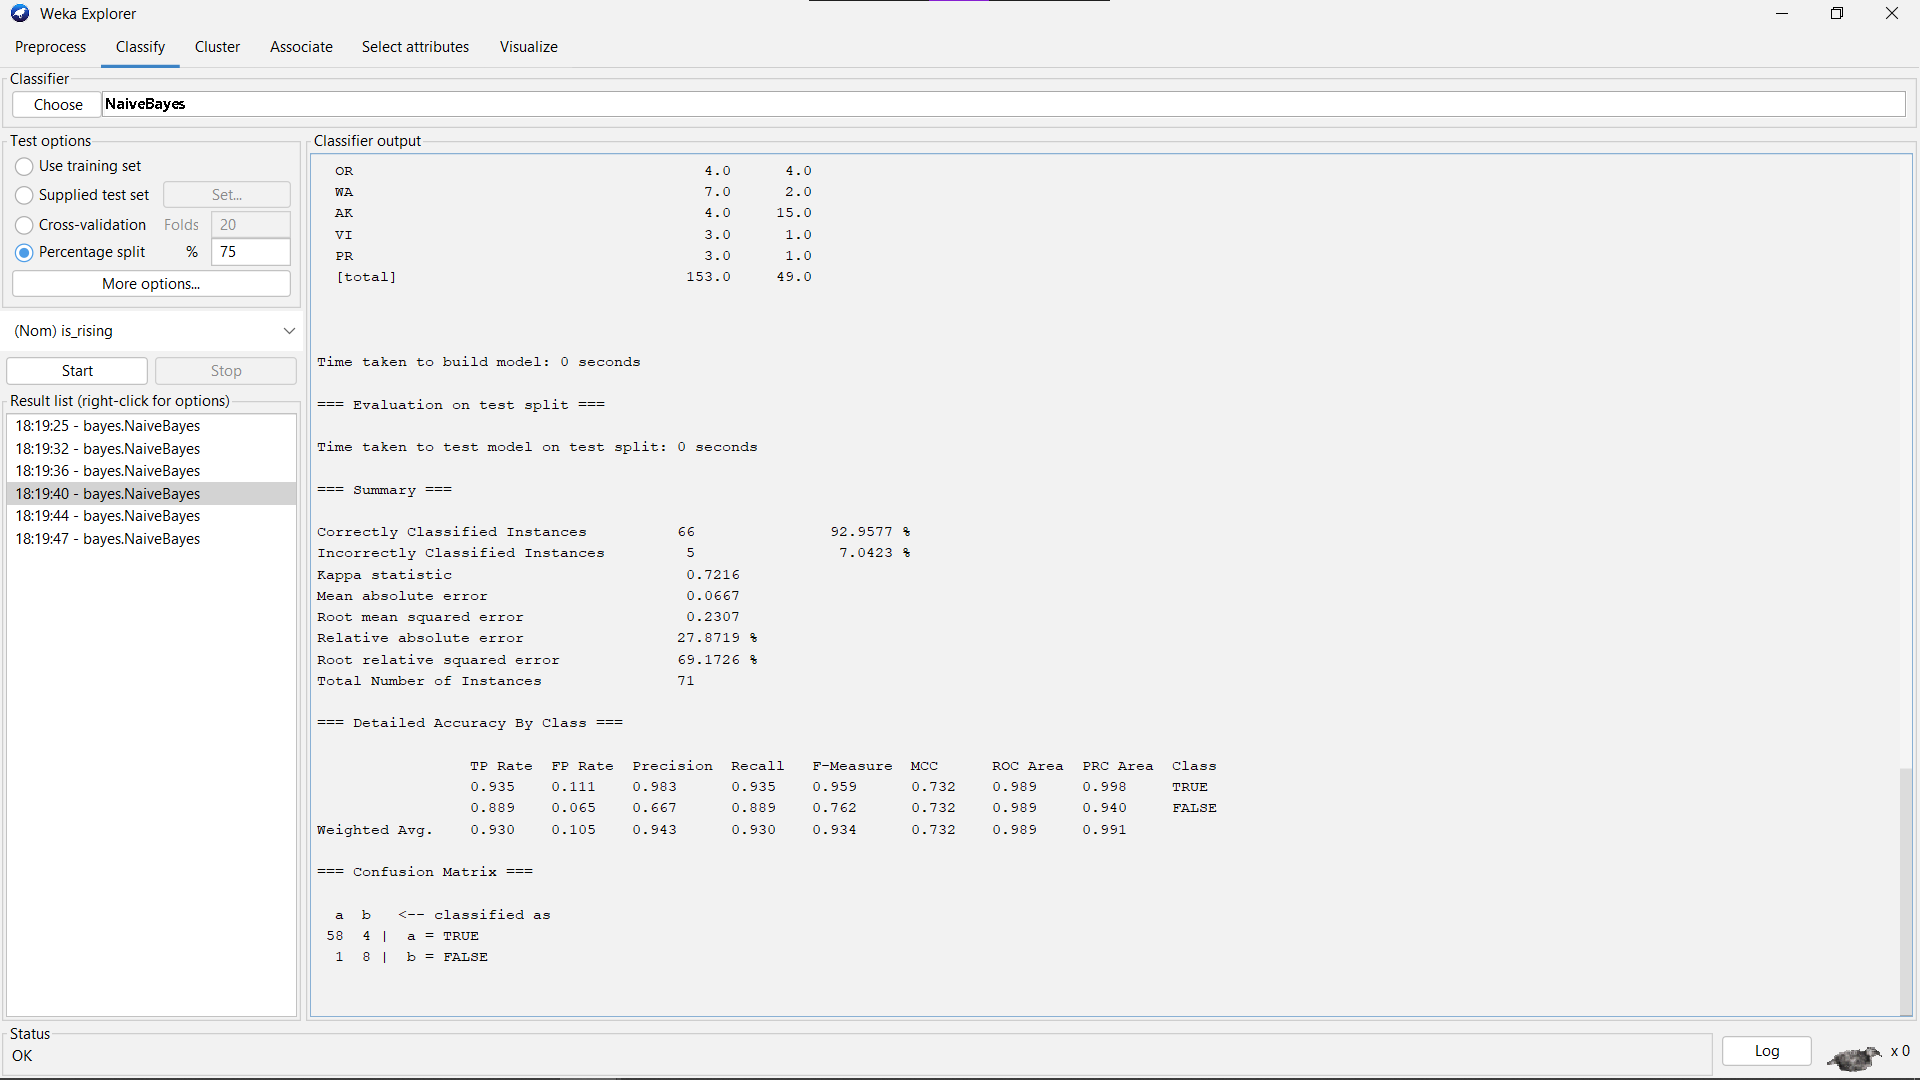 Weka Explorer
Preprocess Classify Cluster Associate Select attributes Visualize
Classifier
Choose NaiveBayes
Test options
Use training set
Supplied test set Set...
Cross-validation Folds 20
Percentage split % 75
More options...
(Nom) is_rising
Start Stop
Result list (right-click for options)
18:19:25 - bayes.NaiveBayes
18:19:32 - bayes.NaiveBayes
18:19:36 - bayes.NaiveBayes
18:19:40 - bayes.NaiveBayes
18:19:44 - bayes.NaiveBayes
18:19:47 - bayes.NaiveBayes
Classifier output
OR 4.0 4.0
WA 7.0 2.0
AK 4.0 15.0
VI 3.0 1.0
PR 3.0 1.0
[total] 153.0 49.0
Time taken to build model: 0 seconds
=== Evaluation on test split ===
Time taken to test model on test split: 0 seconds
=== Summary ===
Correctly Classified Instances 66 92.9577 %
Incorrectly Classified Instances 5 7.0423 %
Kappa statistic 0.7216
Mean absolute error 0.0667
Root mean squared error 0.2307
Relative absolute error 27.8719 %
Root relative squared error 69.1726 %
Total Number of Instances 71
=== Detailed Accuracy By Class ===
TP Rate FP Rate Precision Recall F-Measure MCC ROC Area PRC Area Class
0.935 0.111 0.983 0.935 0.959 0.732 0.989 0.998 TRUE
0.889 0.065 0.667 0.889 0.762 0.732 0.989 0.940 FALSE
Weighted Avg. 0.930 0.105 0.943 0.930 0.934 0.732 0.989 0.991
=== Confusion Matrix ===
a b <-- classified as
58 4 | a = TRUE
1 8 | b = FALSE
Status
OK
Log
x 0